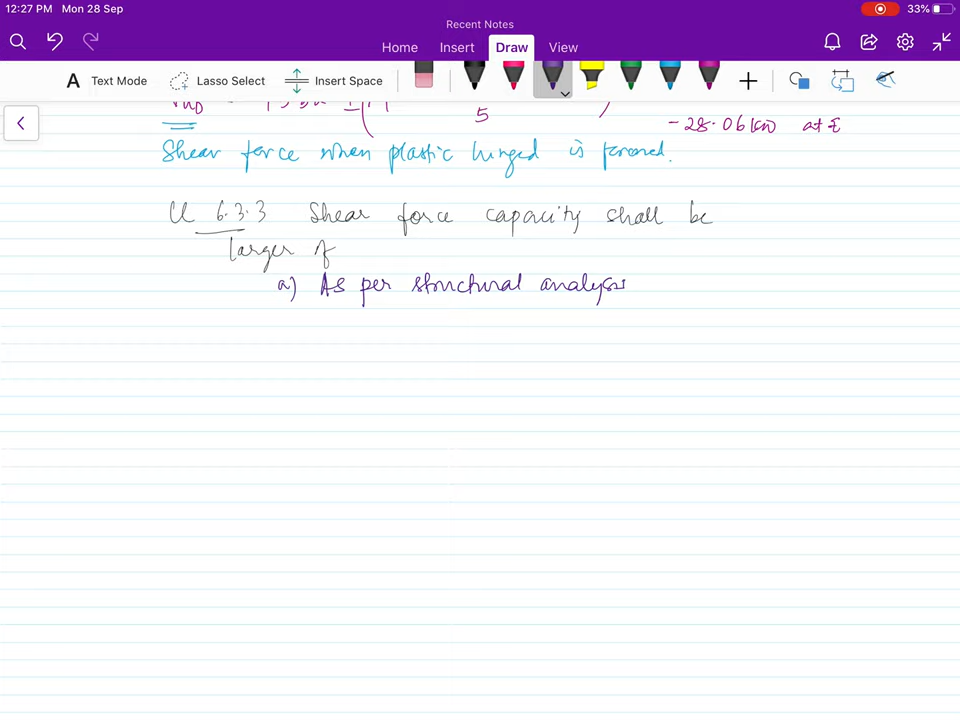 12:27 PM Mon 28 Sep
33%
Recent Notes
Home Insert Draw View
A Text Mode Lasso Select Insert Space
5
-28.06 kN at
Shear force when plastic hinged is formed.
Cl 6.3.3 Shear force capacity shall be
larger of
a) As per structural analysis